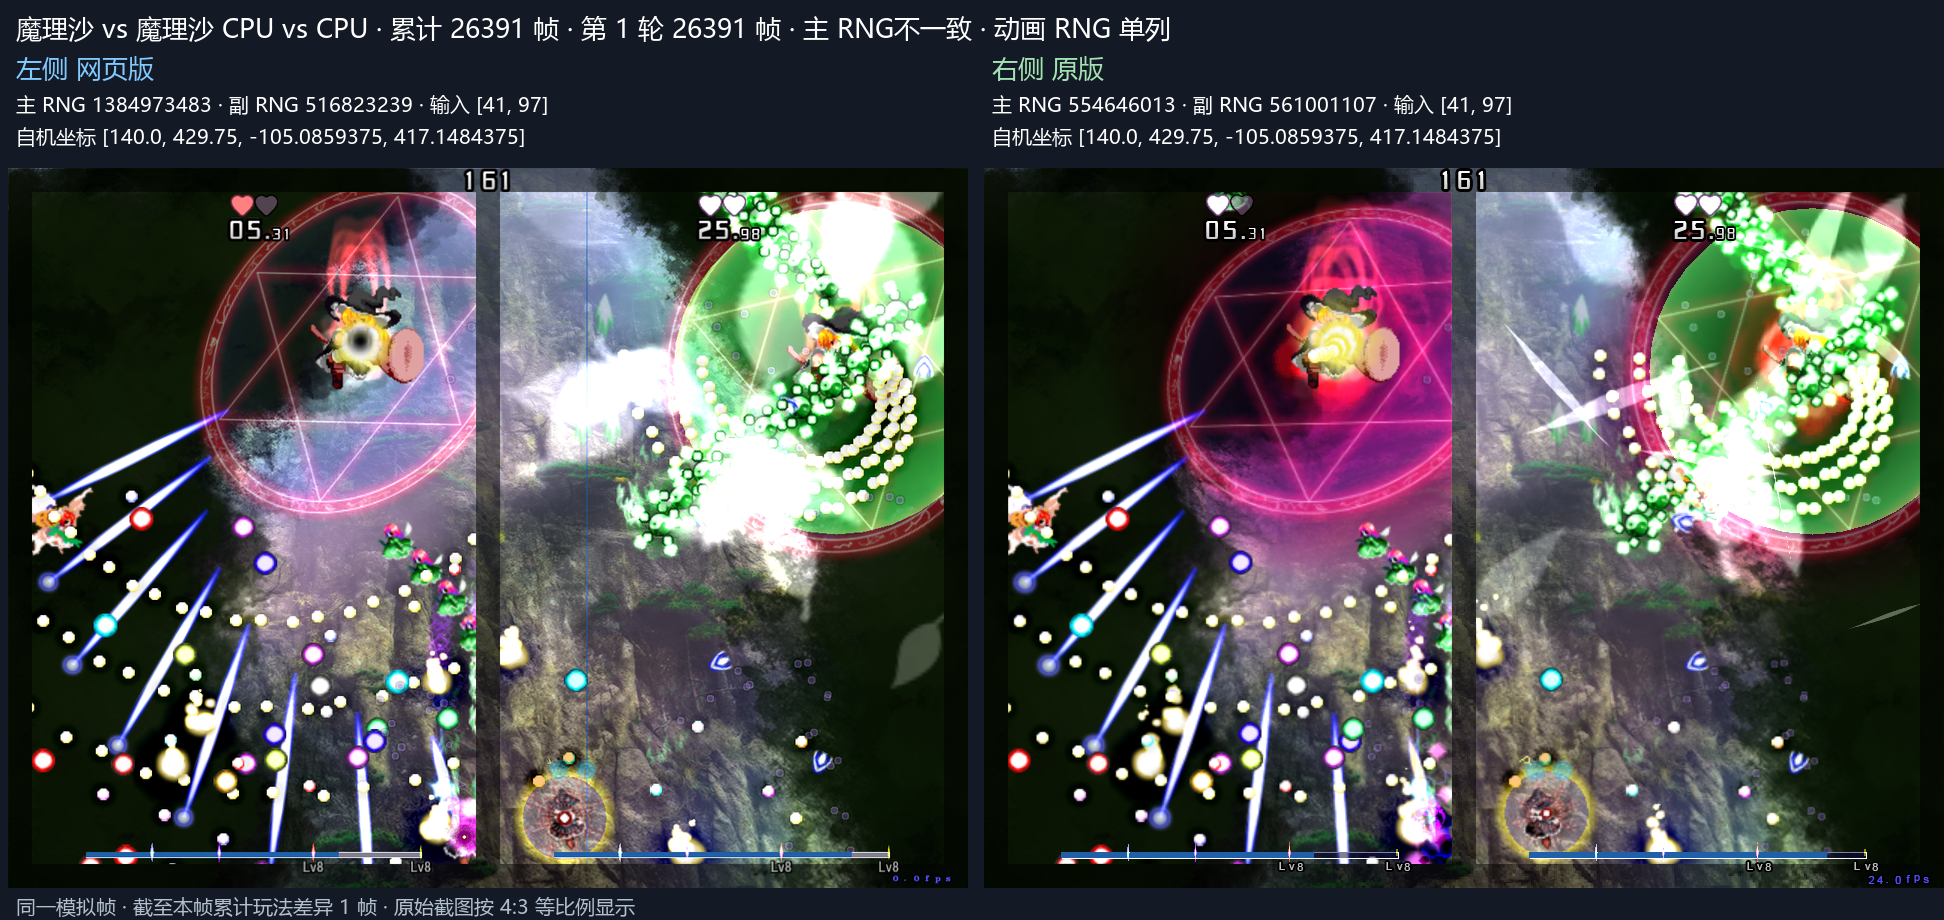 魔理沙 vs 魔理沙 CPU vs CPU · 累计 26391 帧 · 第 1 轮 26391 帧 · 主 RNG不一致 · 动画 RNG 单列
左侧 网页版
主 RNG 1384973483 · 副 RNG 516823239 · 输入 [41, 97]
自机坐标 [140.0, 429.75, -105.0859375, 417.1484375]
右侧 原版
主 RNG 554646013 · 副 RNG 561001107 · 输入 [41, 97]
自机坐标 [140.0, 429.75, -105.0859375, 417.1484375]
161
05.31
25.98
Lv8
Lv8
Lv8
Lv8
0.0fps
161
05.31
25.98
Lv8
Lv8
Lv8
Lv8
24.0fps
同一模拟帧 · 截至本帧累计玩法差异 1 帧 · 原始截图按 4:3 等比例显示